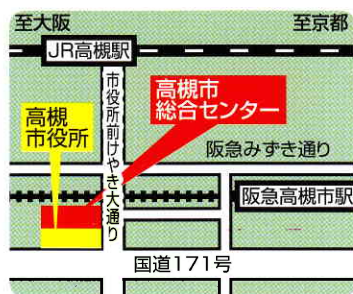 至大阪
至京都
JR高槻駅
市役所前けやき大通り
高槻市
総合センター
高槻
市役所
阪急みずき通り
阪急高槻市駅
国道171号